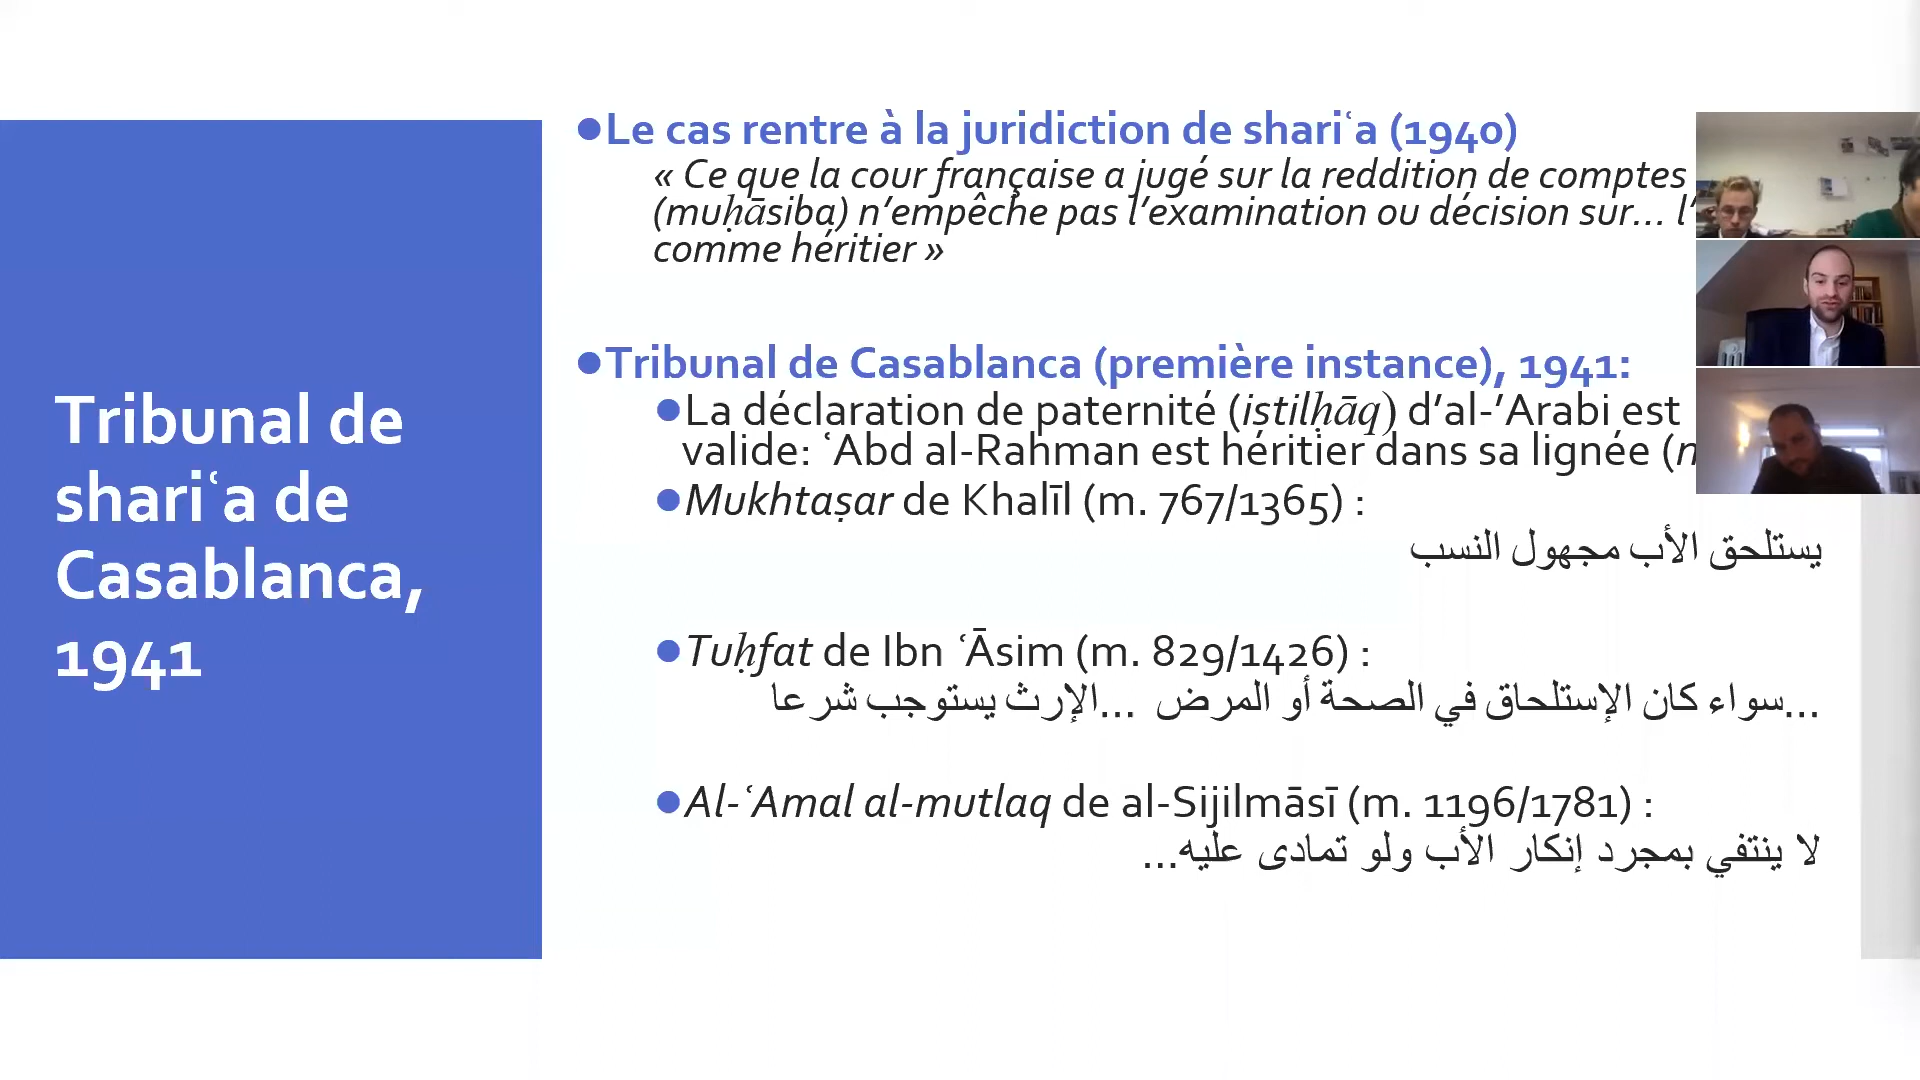 Tribunal de
shariʿa de
Casablanca,
1941
●Le cas rentre à la juridiction de shariʿa (1940)
« Ce que la cour française a jugé sur la reddition de comptes
(muḥāsiba) n’empêche pas l’examination ou décision sur… l’
comme héritier »
●Tribunal de Casablanca (première instance), 1941:
●La déclaration de paternité (istilḥāq) d’al-’Arabi est
valide: ʿAbd al-Rahman est héritier dans sa lignée (
●Mukhtaṣar de Khalīl (m. 767/1365) :
يستلحق الأب مجهول النسب
●Tuḥfat de Ibn ʿĀsim (m. 829/1426) :
...سواء كان الإستلحاق في الصحة أو المرض ...الإرث يستوجب شرعا
●Al-ʿAmal al-mutlaq de al-Sijilmāsī (m. 1196/1781) :
لا ينتفي بمجرد إنكار الأب ولو تمادى عليه...